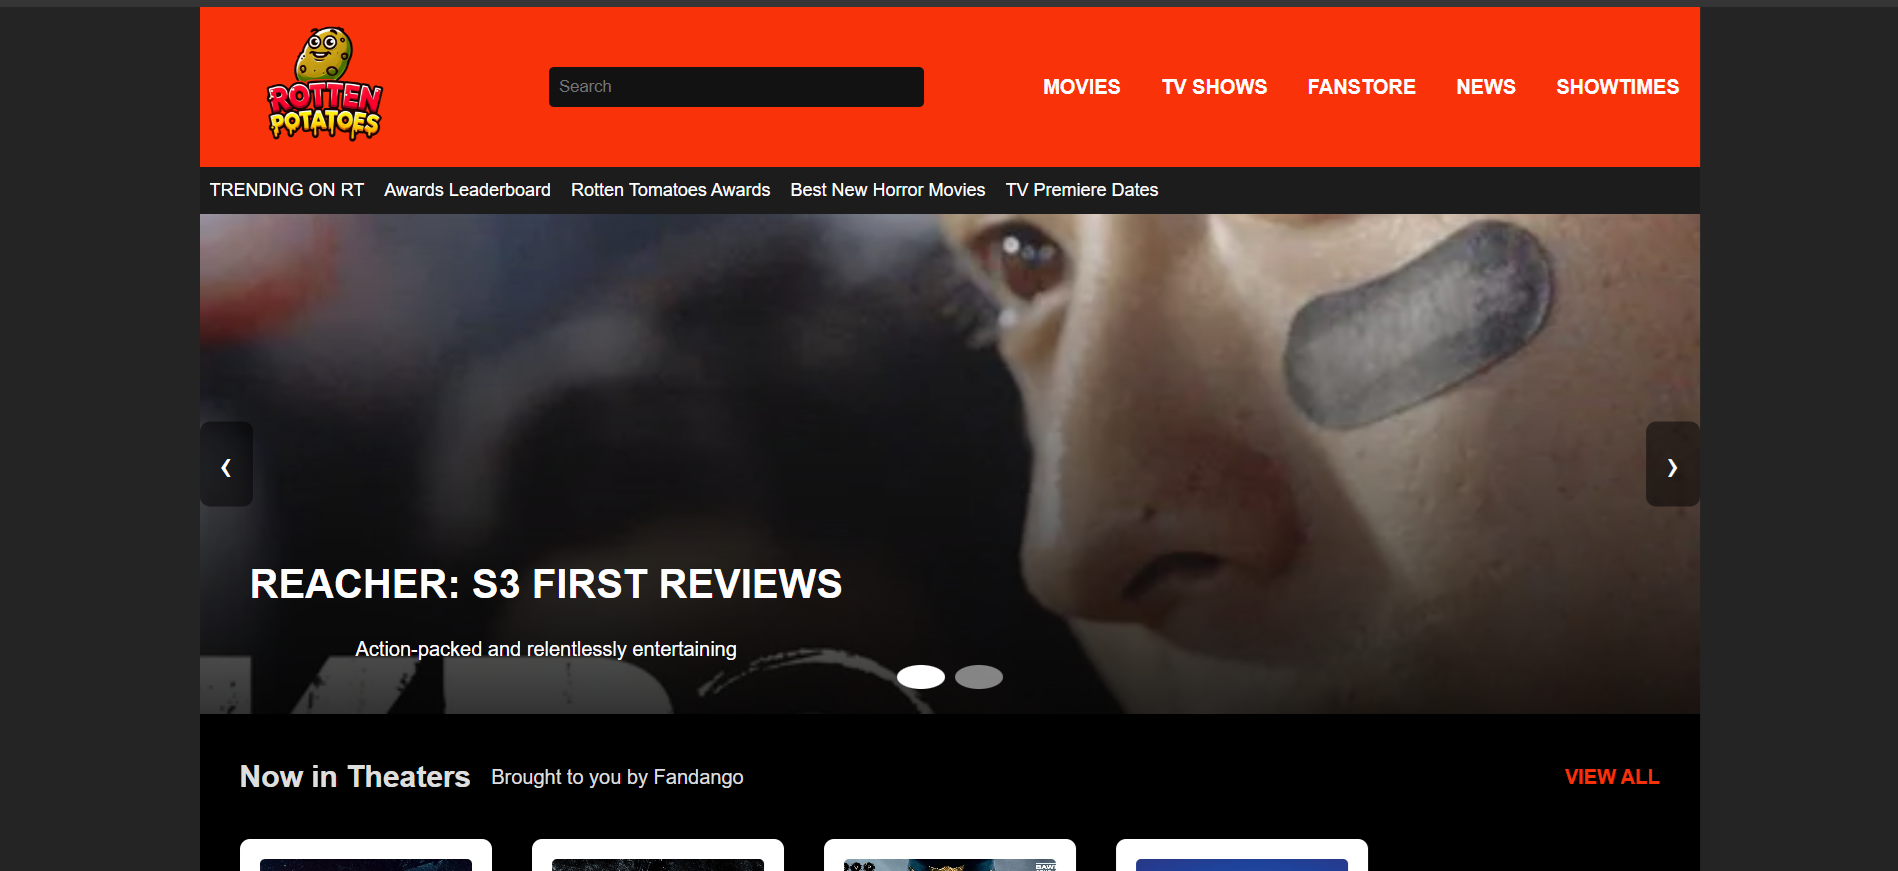 ROTTEN
POTATOES
Search
MOVIES TV SHOWS FANSTORE NEWS SHOWTIMES
TRENDING ON RT Awards Leaderboard Rotten Tomatoes Awards Best New Horror Movies TV Premiere Dates
❮ ❯
REACHER: S3 FIRST REVIEWS
Action-packed and relentlessly entertaining
Now in Theaters Brought to you by Fandango VIEW ALL